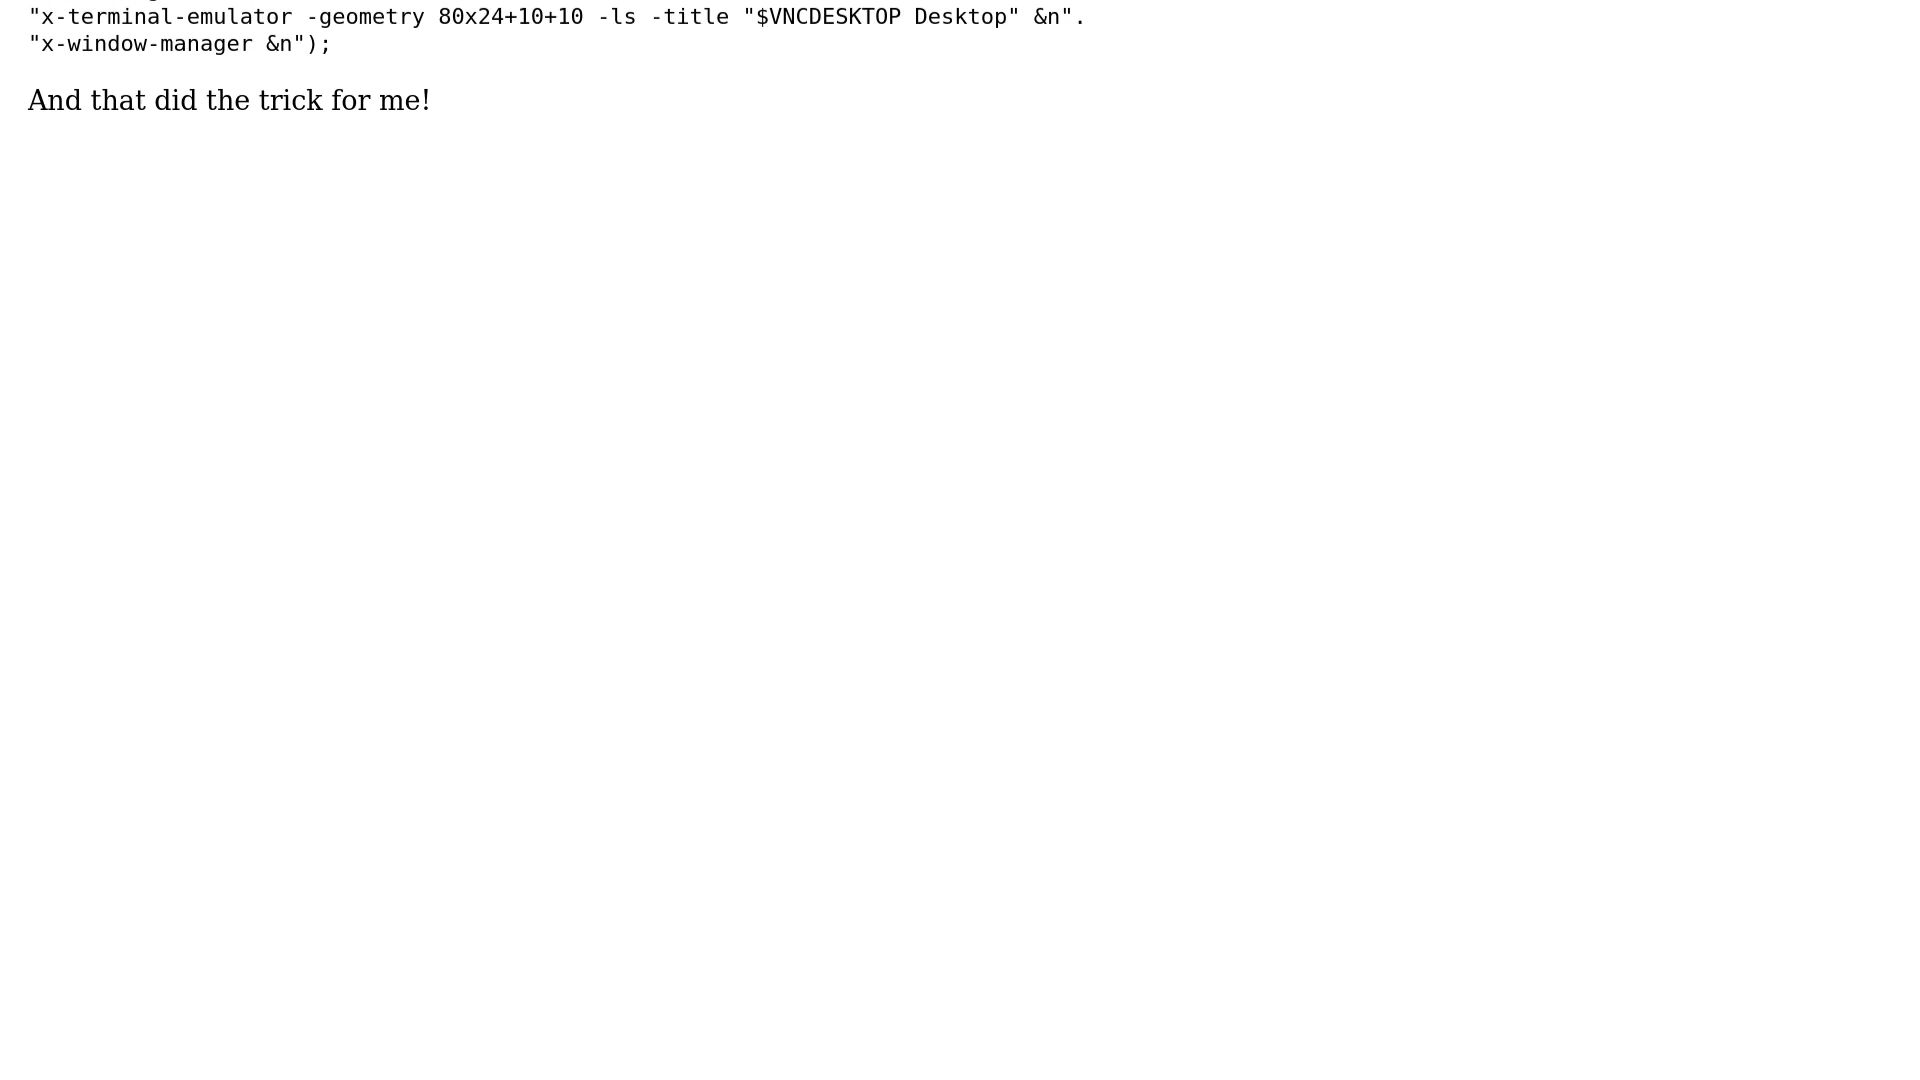 "x-terminal-emulator -geometry 80x24+10+10 -ls -title "$VNCDESKTOP Desktop" &n".
"x-window-manager &n");
And that did the trick for me!